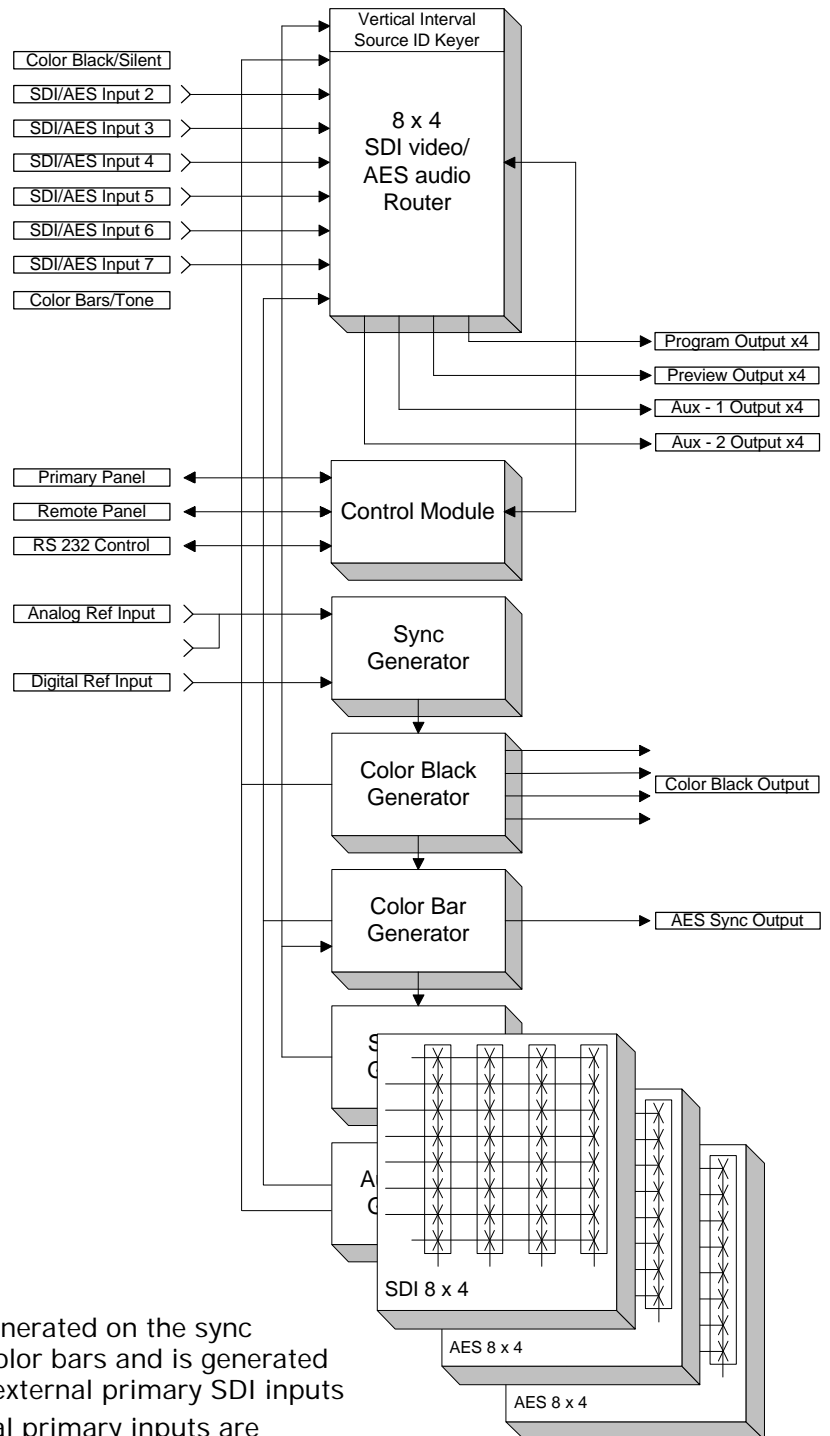 Vertical Interval
Source ID Keyer
Color Black/Silent
SDI/AES Input 2
SDI/AES Input 3
SDI/AES Input 4
SDI/AES Input 5
SDI/AES Input 6
SDI/AES Input 7
Color Bars/Tone
8 x 4
SDI video/
AES audio
Router
Program Output x4
Preview Output x4
Aux - 1 Output x4
Aux - 2 Output x4
Primary Panel
Remote Panel
RS 232 Control
Control Module
Analog Ref Input
Digital Ref Input
Sync
Generator
Color Black
Generator
Color Black Output
Color Bar
Generator
AES Sync Output
SDI 8 x 4
AES 8 x 4
AES 8 x 4
nerated on the sync
olor bars and is generated
external primary SDI inputs
al primary inputs are